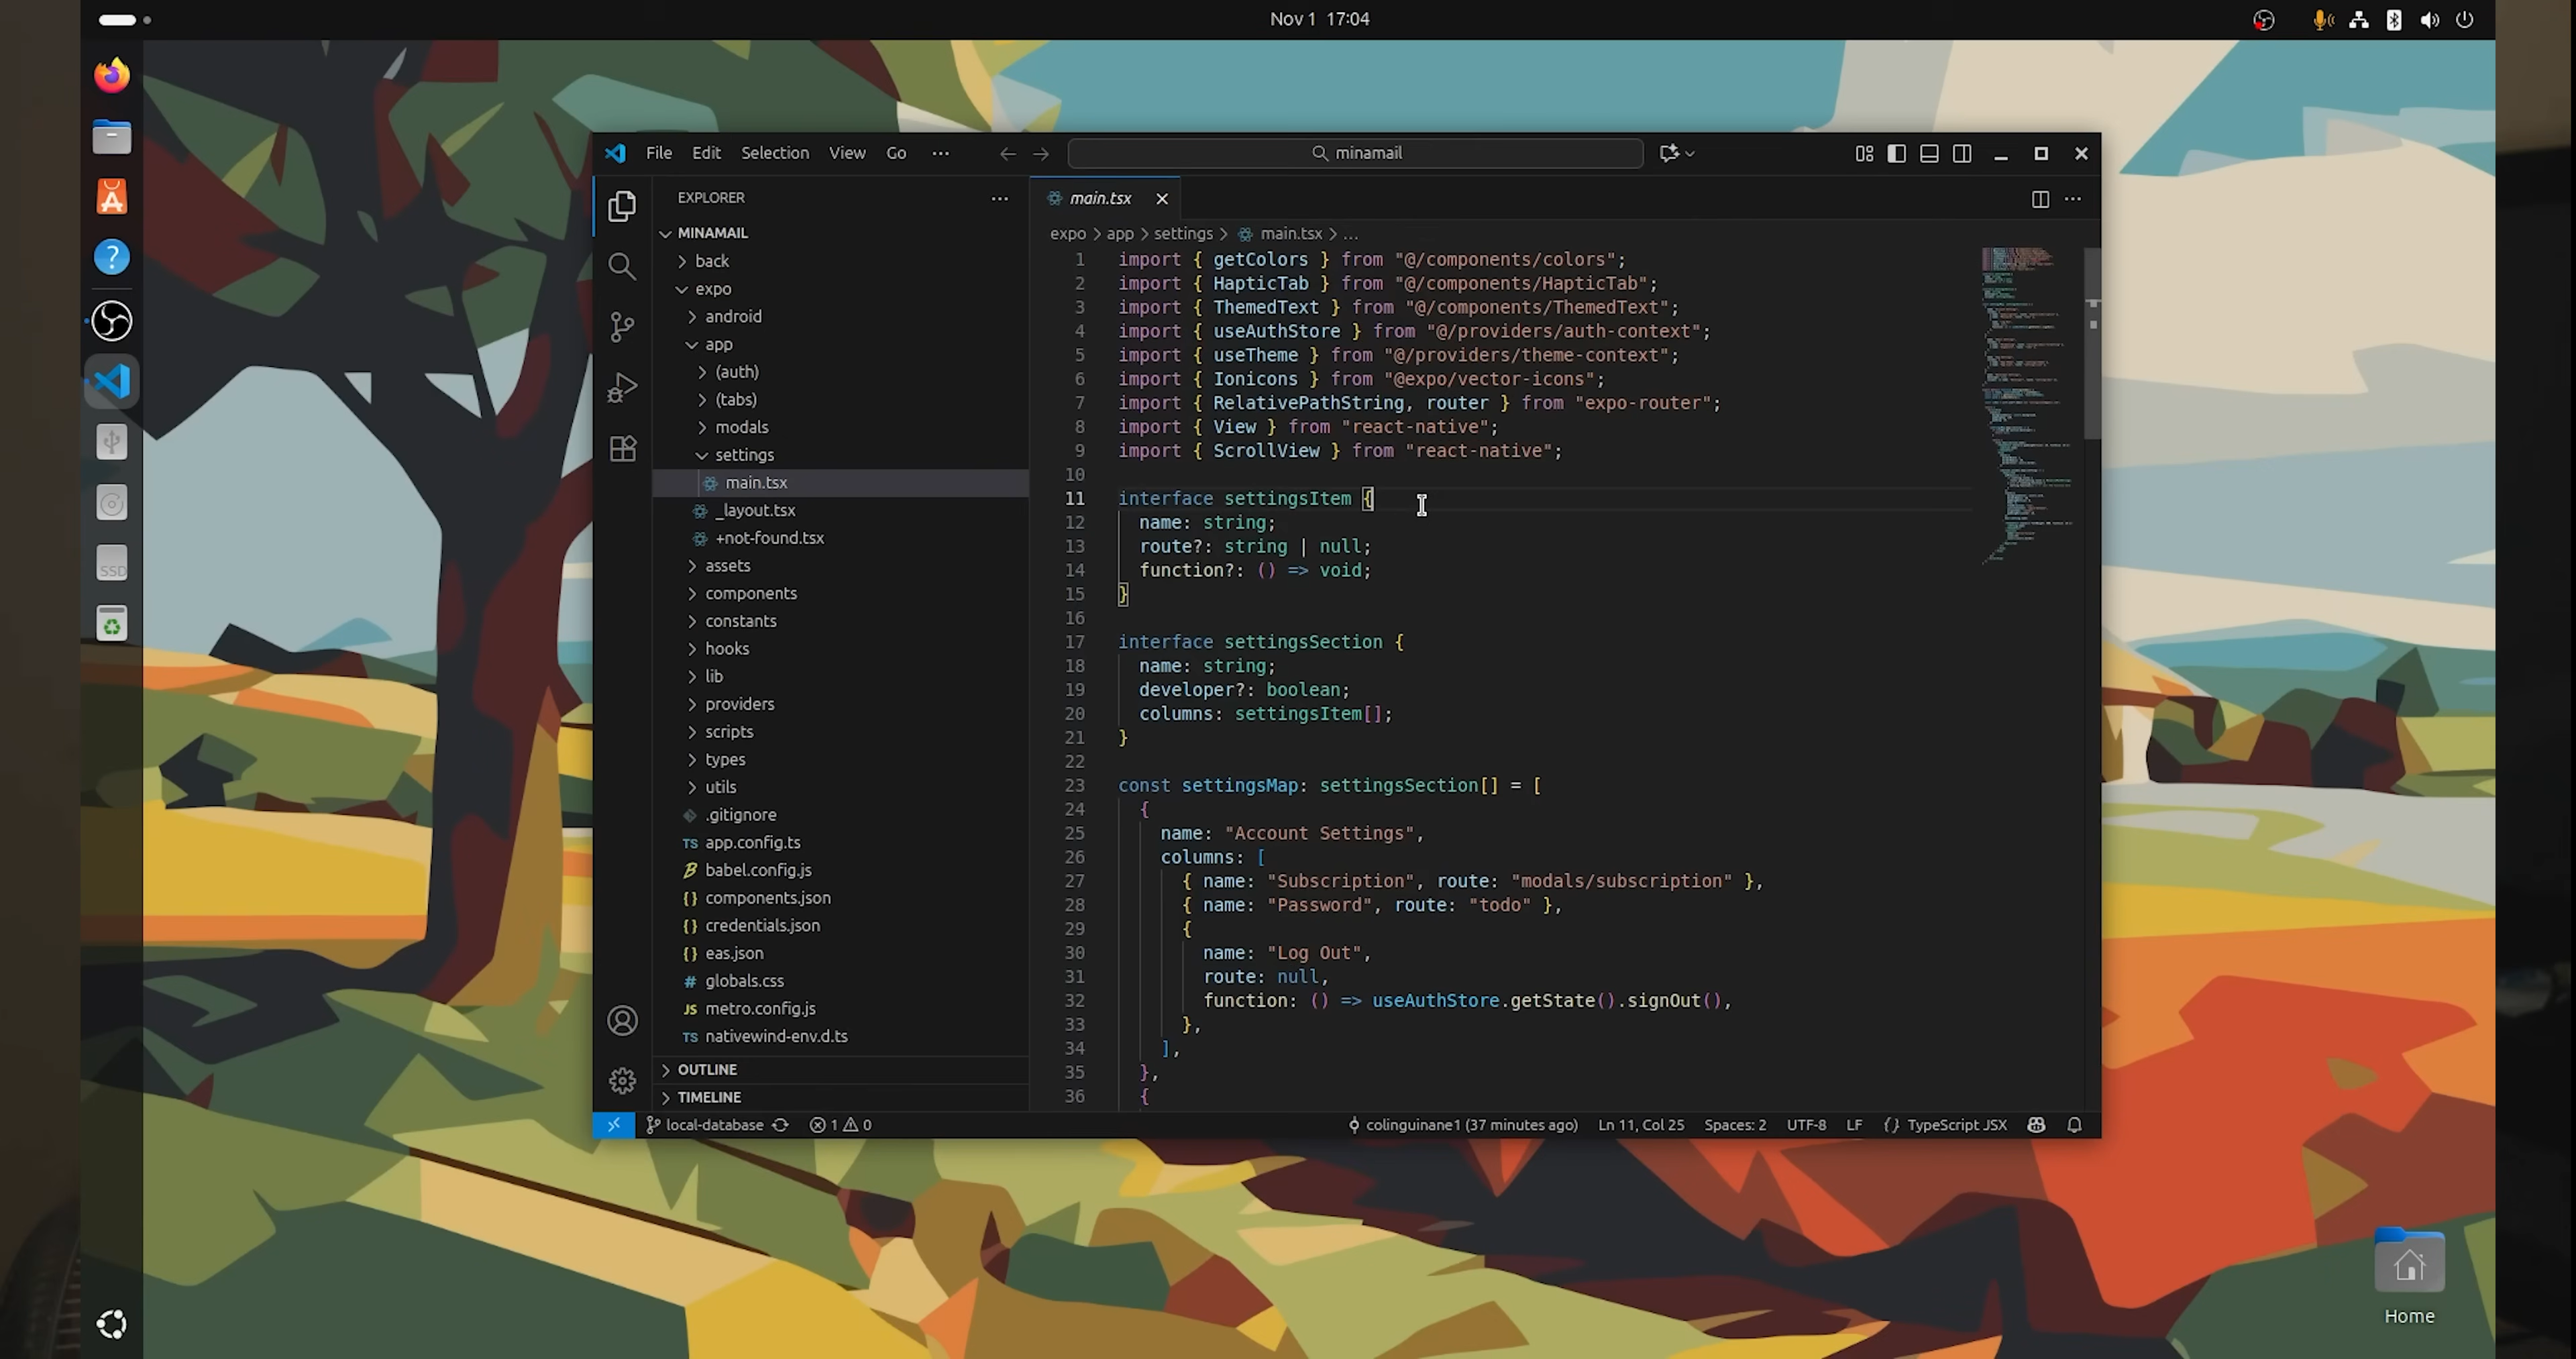 Nov 1 17:04
File Edit Selection View Go ··· minamail
EXPLORER
MINAMAIL
back
expo
android
app
(auth)
(tabs)
modals
settings
main.tsx
_layout.tsx
+not-found.tsx
assets
components
constants
hooks
lib
providers
scripts
types
utils
.gitignore
TS app.config.ts
babel.config.js
{} components.json
{} credentials.json
{} eas.json
# globals.css
JS metro.config.js
TS nativewind-env.d.ts
OUTLINE
TIMELINE
main.tsx
expo > app > settings > main.tsx > ...
1 import { getColors } from "@/components/colors";
2 import { HapticTab } from "@/components/HapticTab";
3 import { ThemedText } from "@/components/ThemedText";
4 import { useAuthStore } from "@/providers/auth-context";
5 import { useTheme } from "@/providers/theme-context";
6 import { Ionicons } from "@expo/vector-icons";
7 import { RelativePathString, router } from "expo-router";
8 import { View } from "react-native";
9 import { ScrollView } from "react-native";
10
11 interface settingsItem {
12 name: string;
13 route?: string | null;
14 function?: () => void;
15 }
16
17 interface settingsSection {
18 name: string;
19 developer?: boolean;
20 columns: settingsItem[];
21 }
22
23 const settingsMap: settingsSection[] = [
24 {
25 name: "Account Settings",
26 columns: [
27 { name: "Subscription", route: "modals/subscription" },
28 { name: "Password", route: "todo" },
29 {
30 name: "Log Out",
31 route: null,
32 function: () => useAuthStore.getState().signOut(),
33 },
34 ],
35 },
36 {
local-database 1 0 colinguinane1 (37 minutes ago) Ln 11, Col 25 Spaces: 2 UTF-8 LF {} TypeScript JSX
SSD
Home